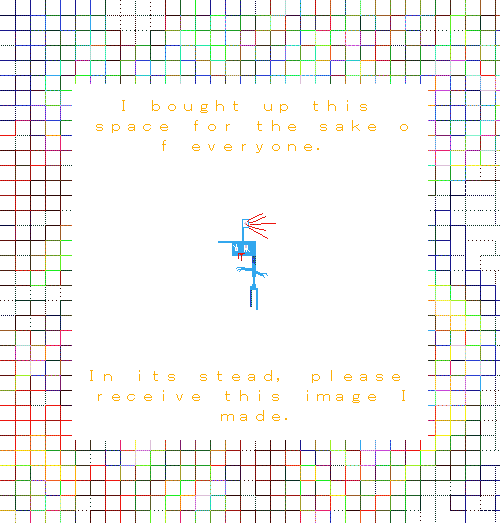 I bought up this
space for the sake o
f everyone.
In its stead, please
receive this image I
made.